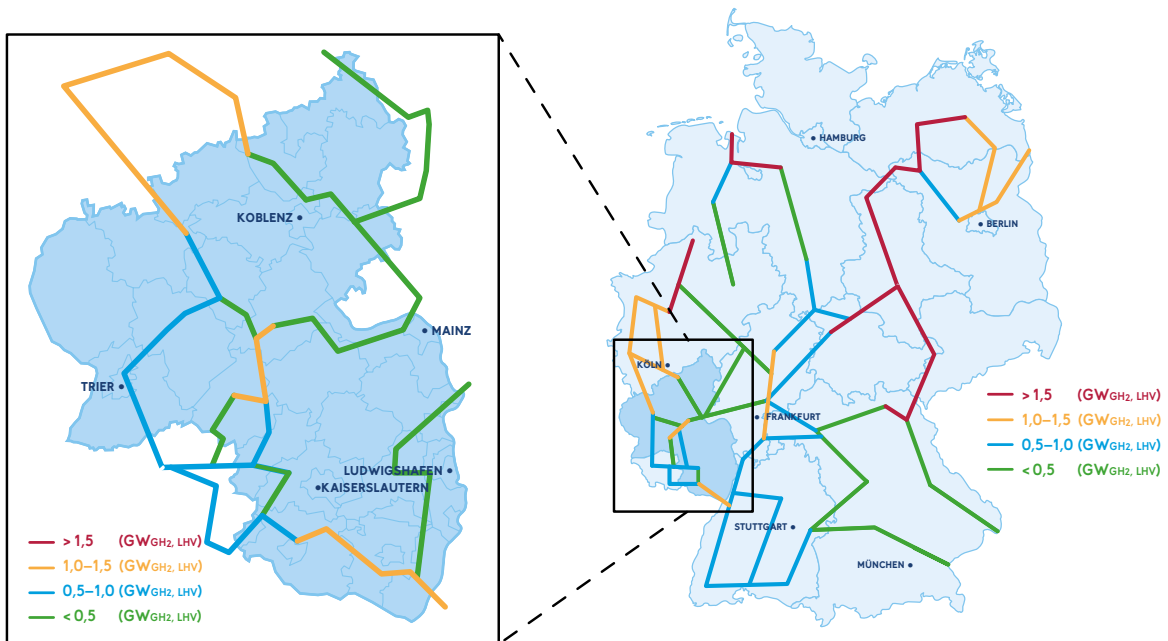 KOBLENZ
MAINZ
TRIER
LUDWIGSHAFEN
KAISERSLAUTERN
> 1,5 (GWGH2, LHV)
1,0–1,5 (GWGH2, LHV)
0,5–1,0 (GWGH2, LHV)
< 0,5 (GWGH2, LHV)
HAMBURG
BERLIN
KÖLN
FRANKFURT
STUTTGART
MÜNCHEN
> 1,5 (GWGH2, LHV)
1,0–1,5 (GWGH2, LHV)
0,5–1,0 (GWGH2, LHV)
< 0,5 (GWGH2, LHV)